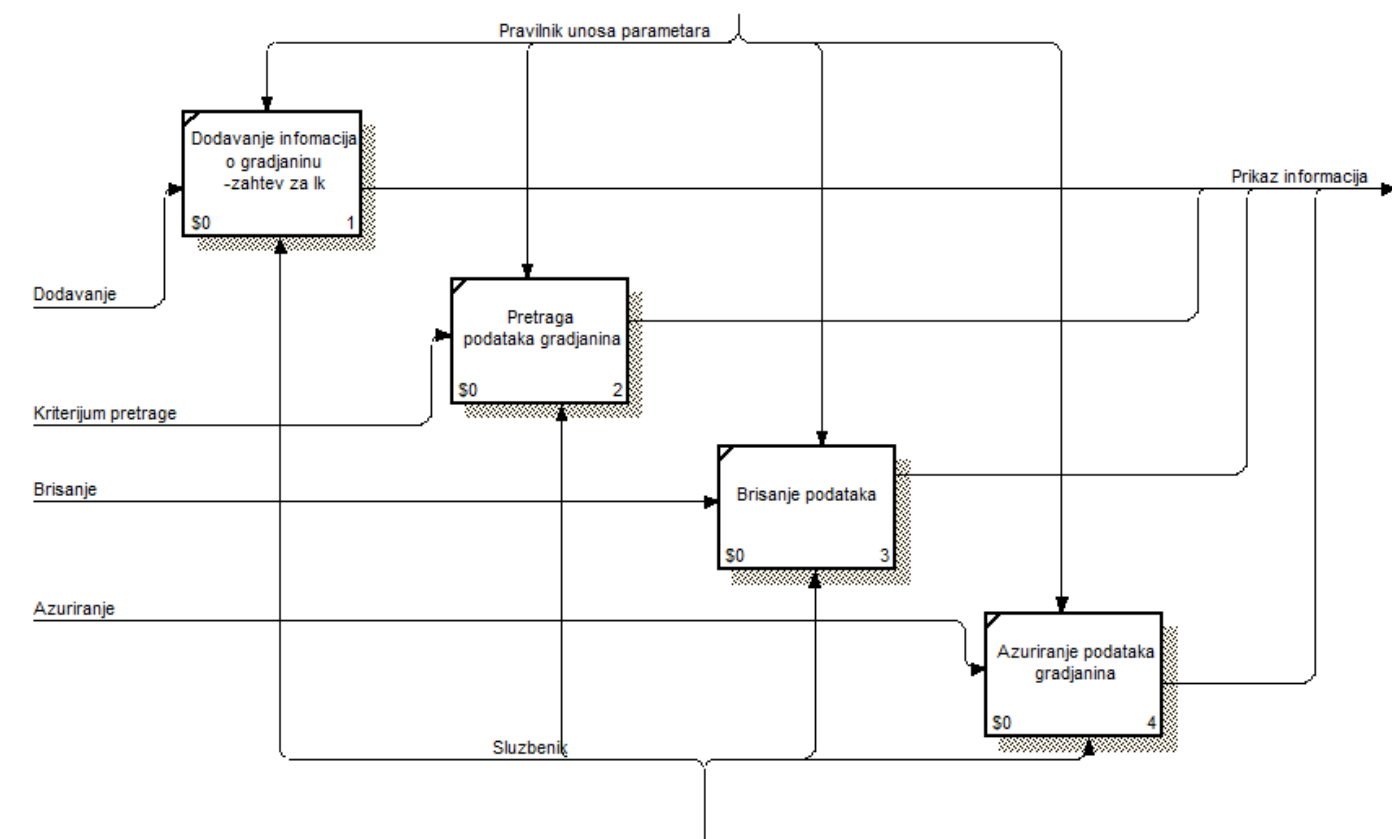 Pravilnik unosa parametara
Dodavanje infomacija
o gradjaninu
-zahtev za lk
$0 1
Prikaz informacija
Dodavanje
Pretraga
podataka gradjanina
$0 2
Kriterijum pretrage
Brisanje
Brisanje podataka
$0 3
Azuriranje
Azuriranje podataka
gradjanina
$0 4
Sluzbenik